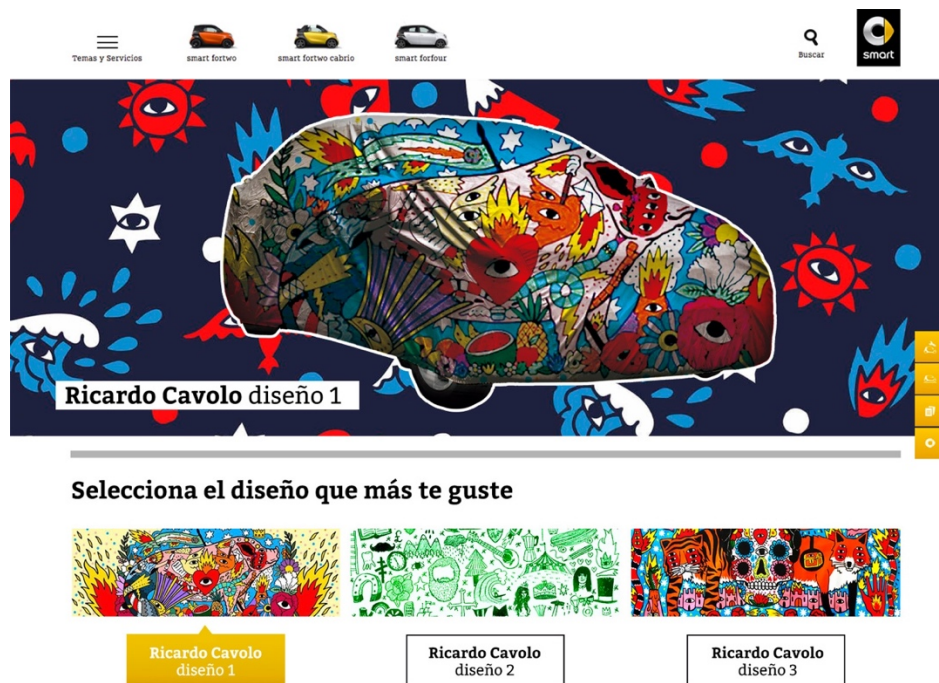 Temas y Servicios
smart fortwo
smart fortwo cabrio
smart forfour
Buscar
smart
Ricardo Cavolo diseño 1
Selecciona el diseño que más te guste
Ricardo Cavolo
diseño 1
Ricardo Cavolo
diseño 2
Ricardo Cavolo
diseño 3